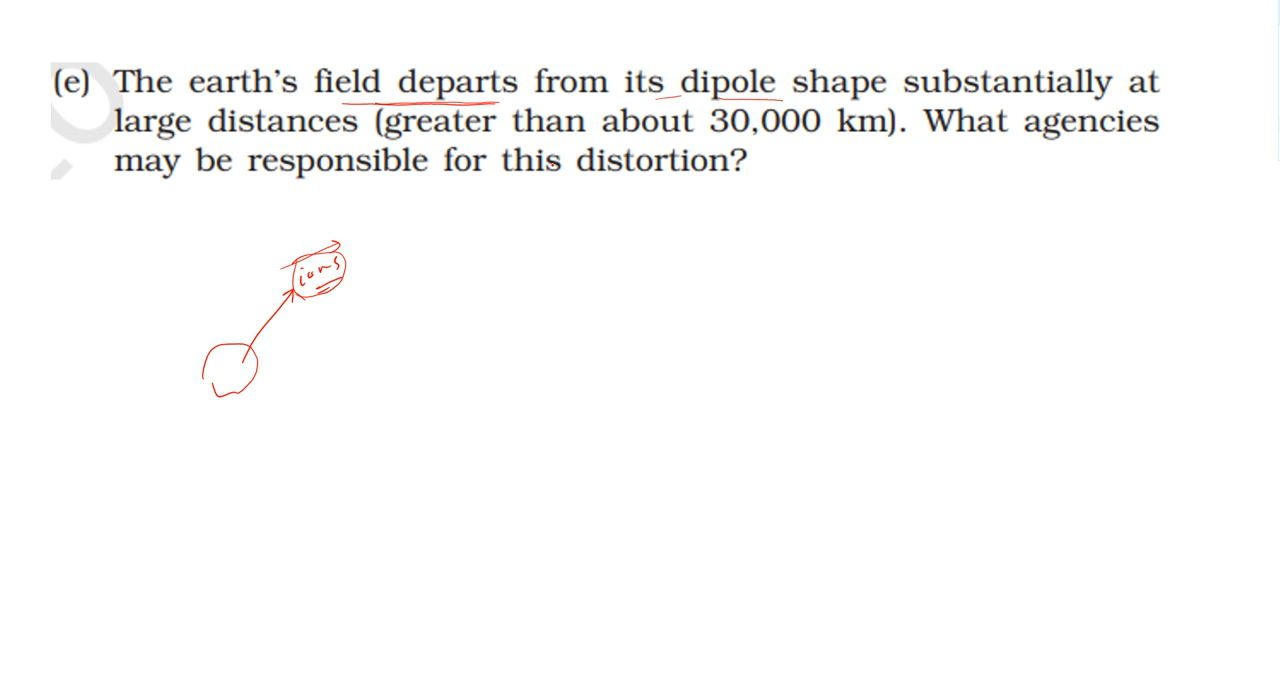 (e) The earth's field departs from its dipole shape substantially at
large distances (greater than about 30,000 km). What agencies
may be responsible for this distortion?
ions